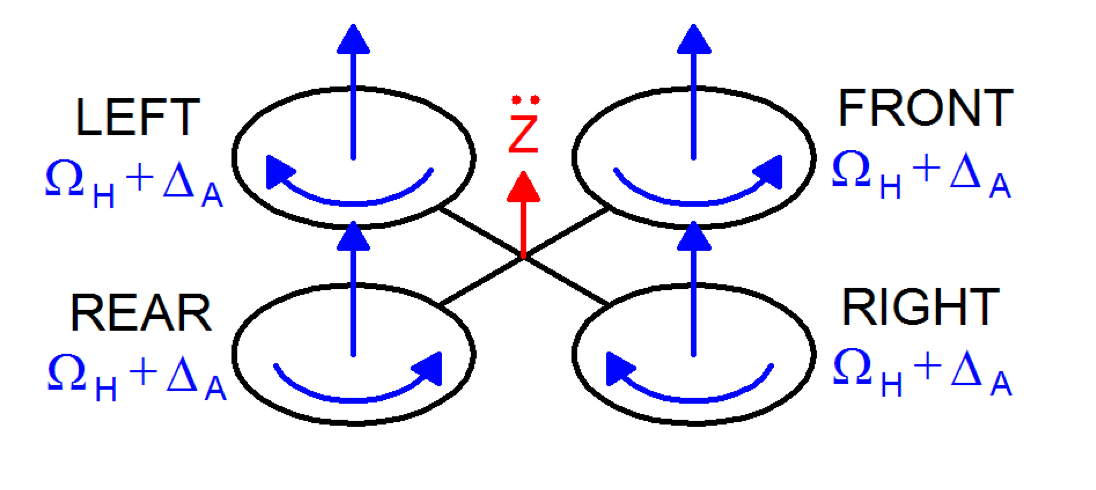 LEFT
Ω_H + Δ_A
Z̈
FRONT
Ω_H + Δ_A
REAR
Ω_H + Δ_A
RIGHT
Ω_H + Δ_A